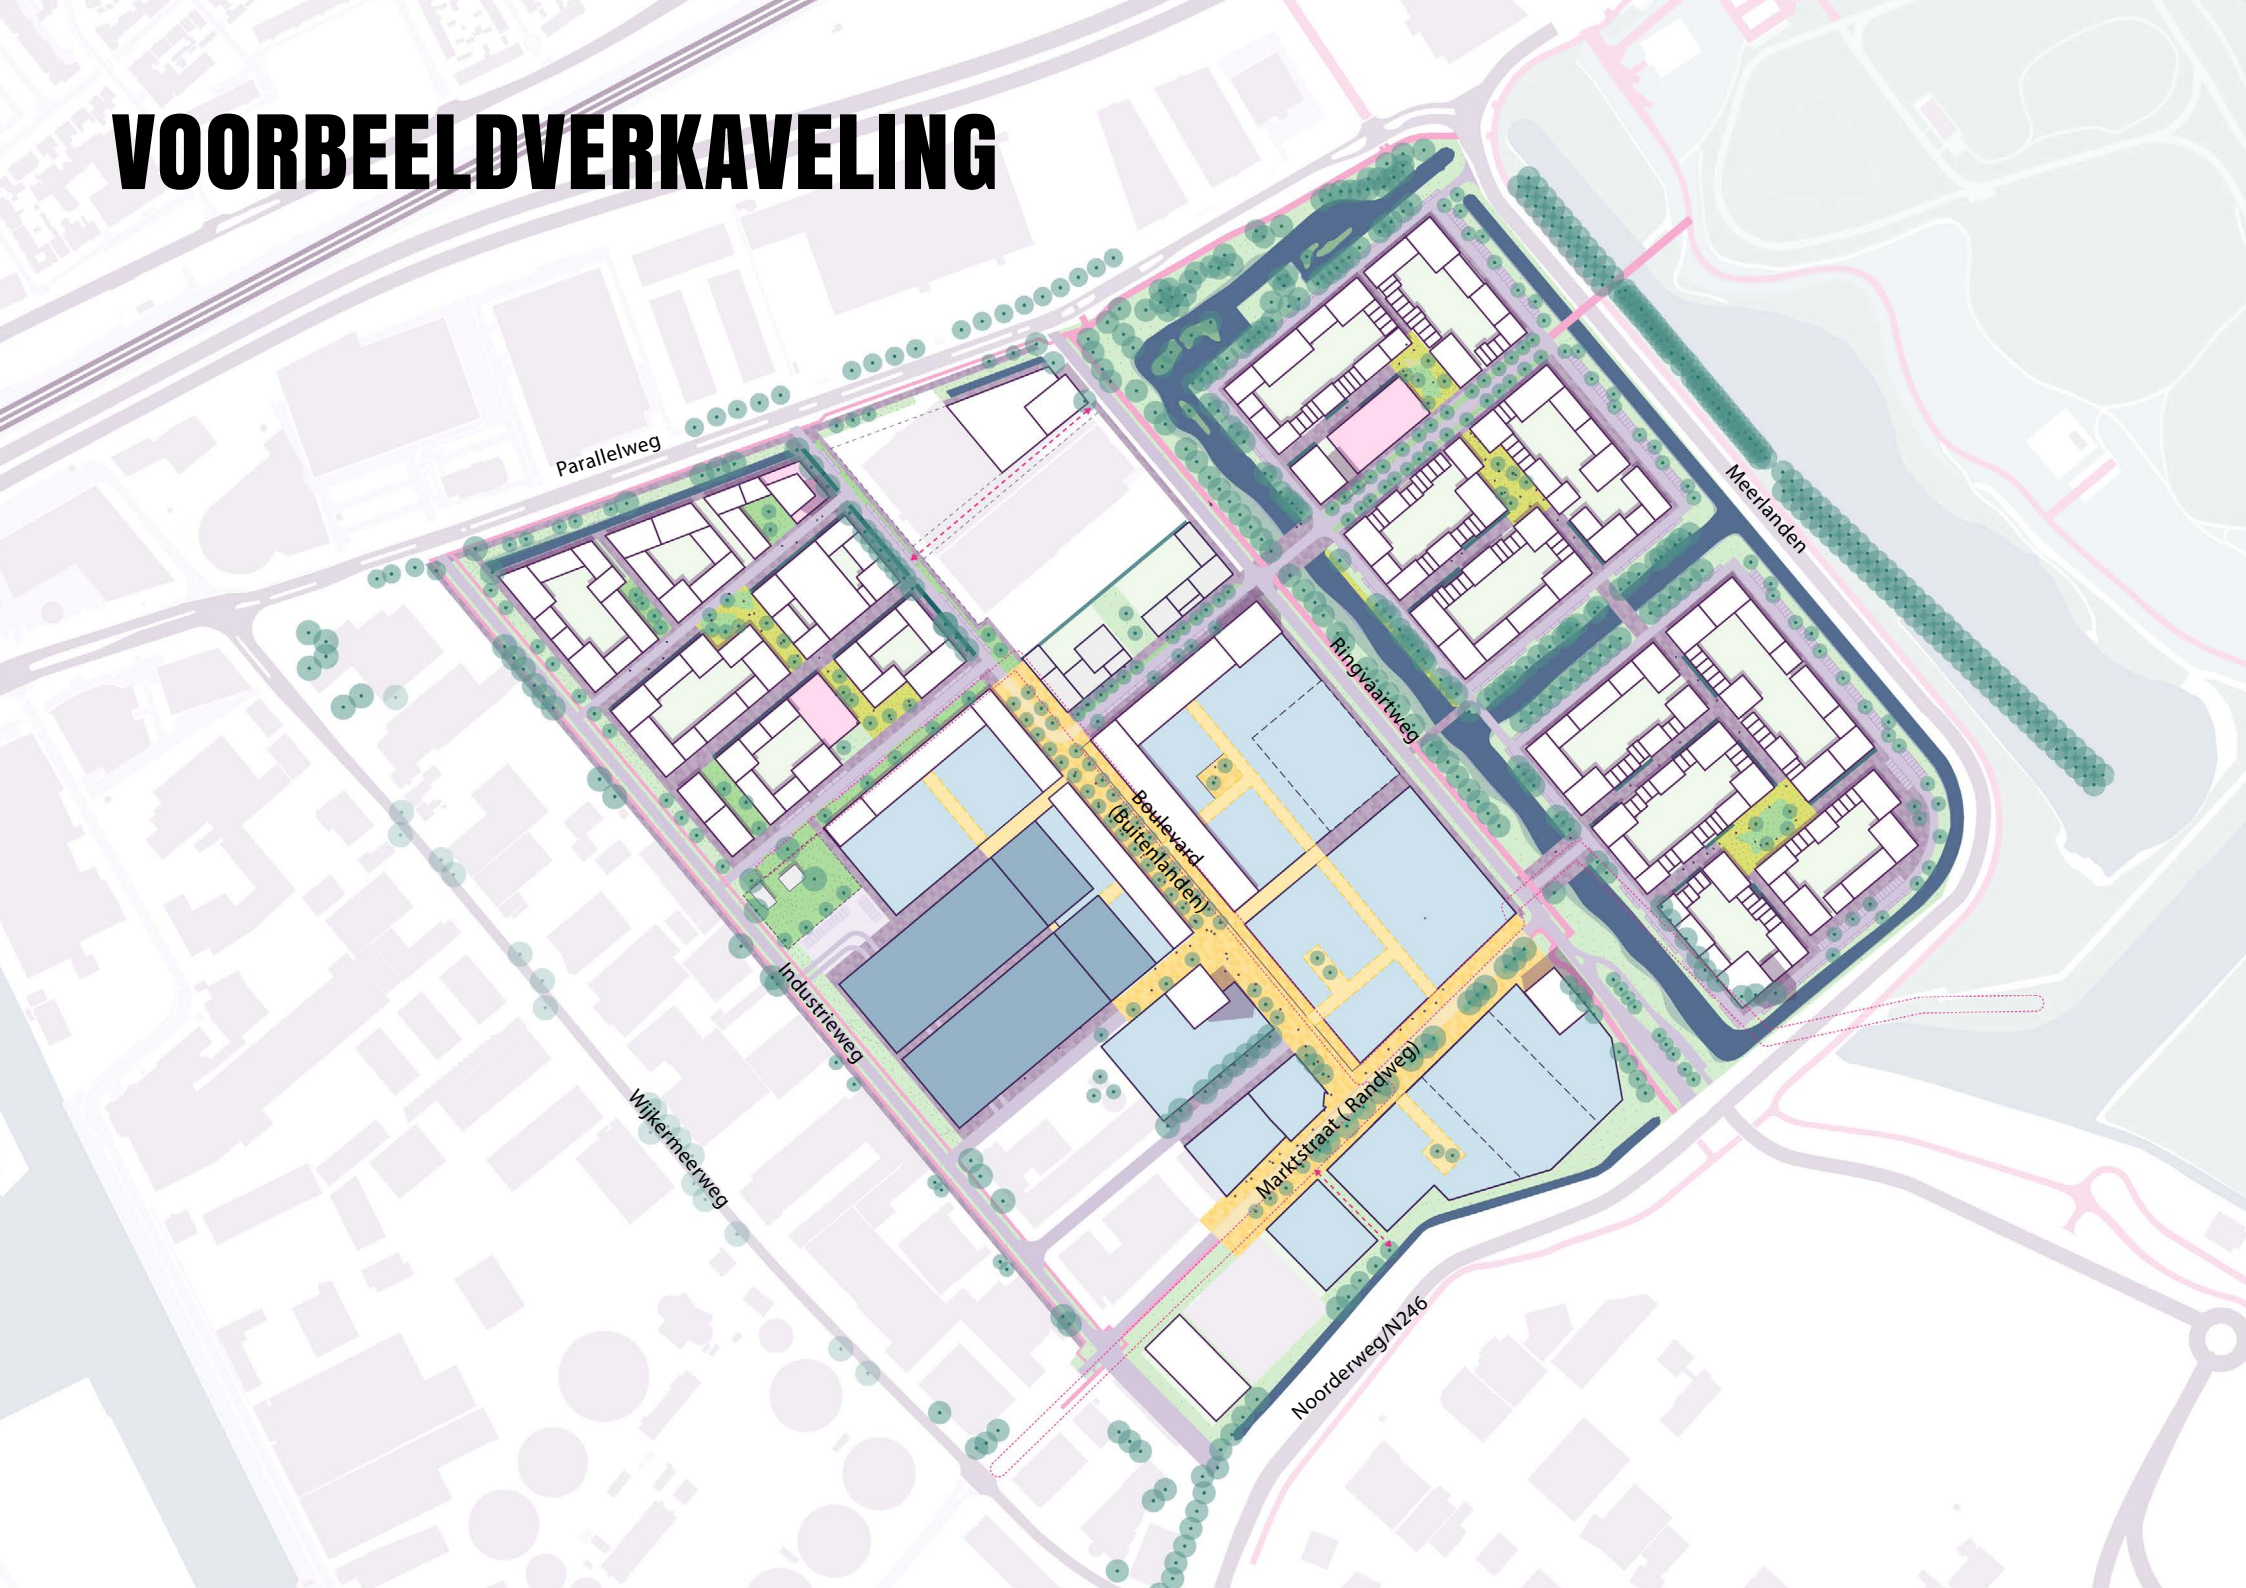 VOORBEELDVERKAVELING
Parallelweg
Meerlanden
Ringvaartweg
Boulevard
(Buitenlanden)
Industrieweg
Marktstraat ( Randweg)
Wijkermeerweg
Noorderweg/N246